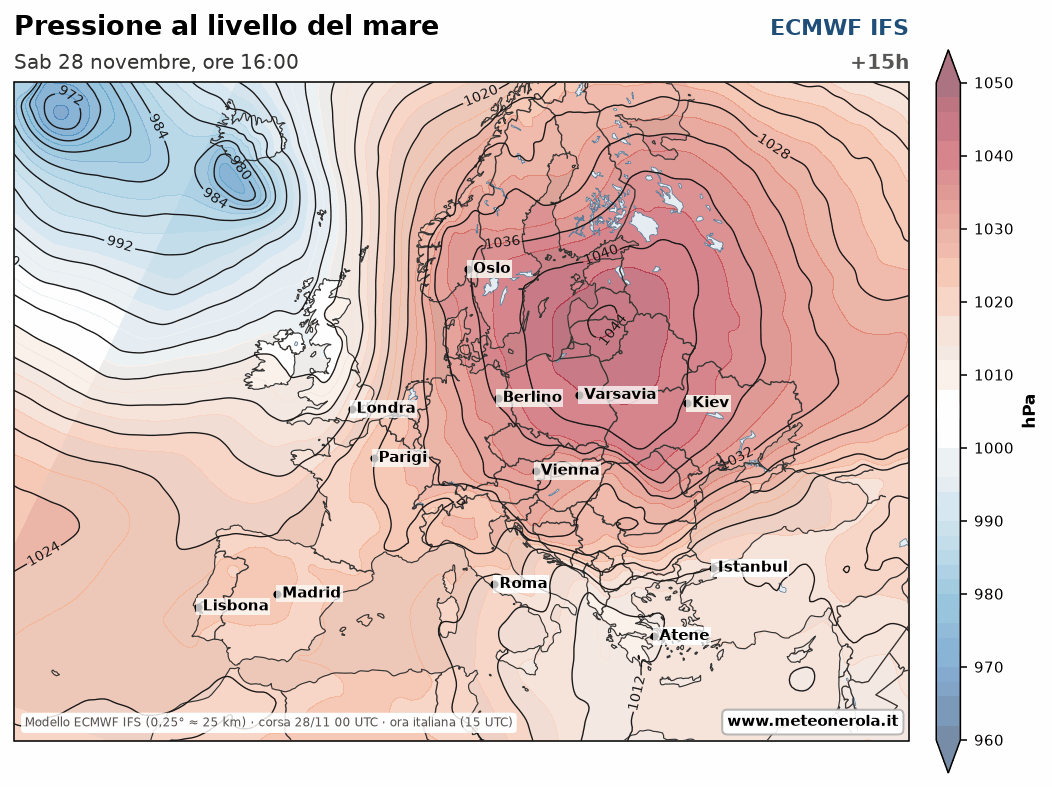 Pressione al livello del mare
ECMWF IFS
Sab 28 novembre, ore 16:00
+15h
972
984
980
984
992
1020
1028
1036
1040
1044
1032
1024
1012
Oslo
Berlino
Varsavia
Kiev
Londra
Parigi
Vienna
Istanbul
Roma
Madrid
Lisbona
Atene
Modello ECMWF IFS (0,25° ≈ 25 km) · corsa 28/11 00 UTC · ora italiana (15 UTC)
www.meteonerola.it
1050
1040
1030
1020
1010
1000
990
980
970
960
hPa